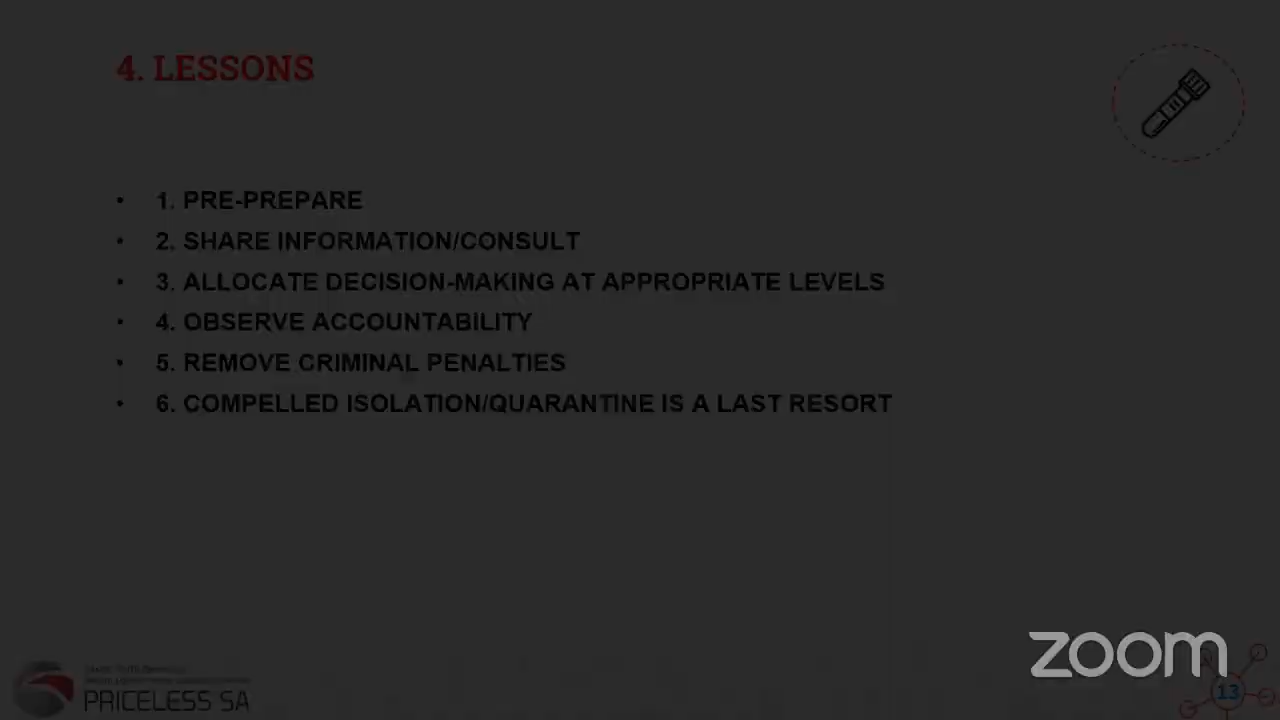 4. LESSONS
• 1. PRE-PREPARE
• 2. SHARE INFORMATION/CONSULT
• 3. ALLOCATE DECISION-MAKING AT APPROPRIATE LEVELS
• 4. OBSERVE ACCOUNTABILITY
• 5. REMOVE CRIMINAL PENALTIES
• 6. COMPELLED ISOLATION/QUARANTINE IS A LAST RESORT
zoom
PRICELESS SA
13